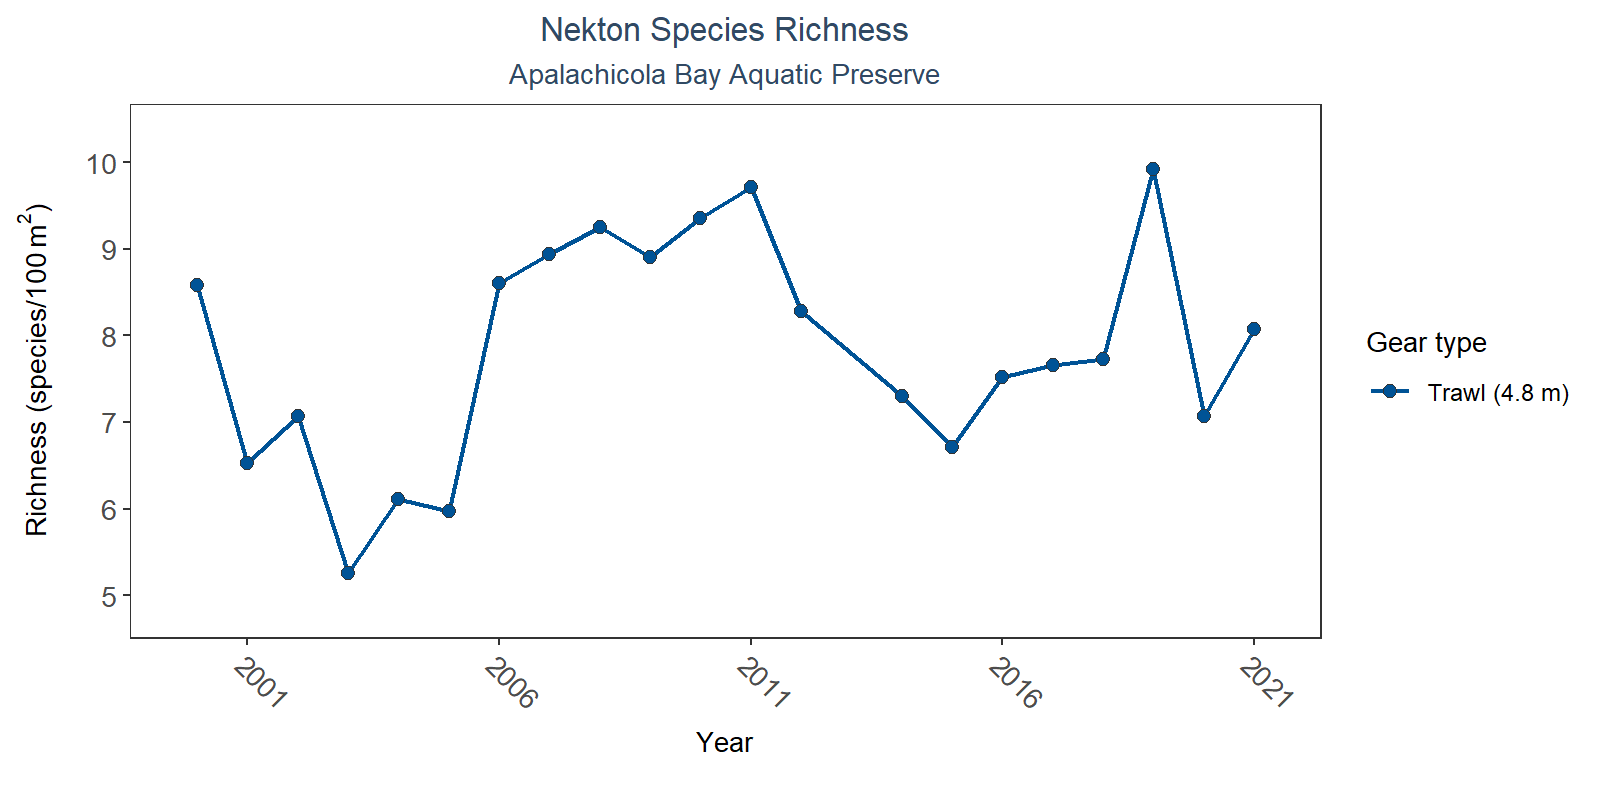 Nekton Species Richness
Apalachicola Bay Aquatic Preserve
Richness (species/100 m²)
10
9
8
7
6
5
2001
2006
2011
2016
2021
Year
Gear type
Trawl (4.8 m)